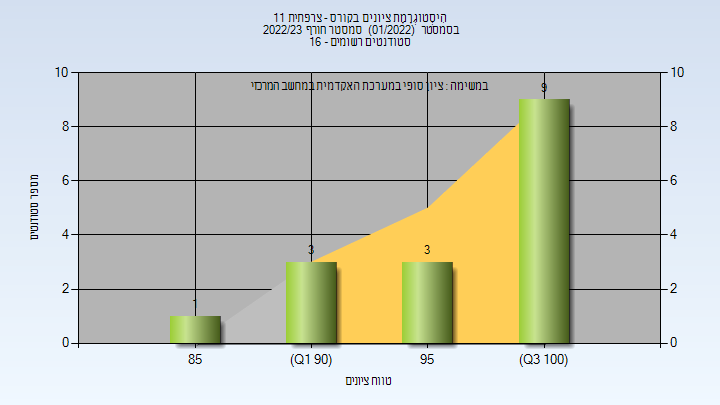 היסטוגרמת ציונים בקורס - צרפתית 11
בסמסטר (01/2022) סמסטר חורף 2022/23
סטודנטים רשומים - 16
במשימה : ציון סופי במערכת האקדמית במחשב המרכזי
10 10
8 8
6 6
4 4
2 2
0 0
1 3 3 9
85 (Q1 90) 95 (Q3 100)
מספר סטודנטים
טווח ציונים